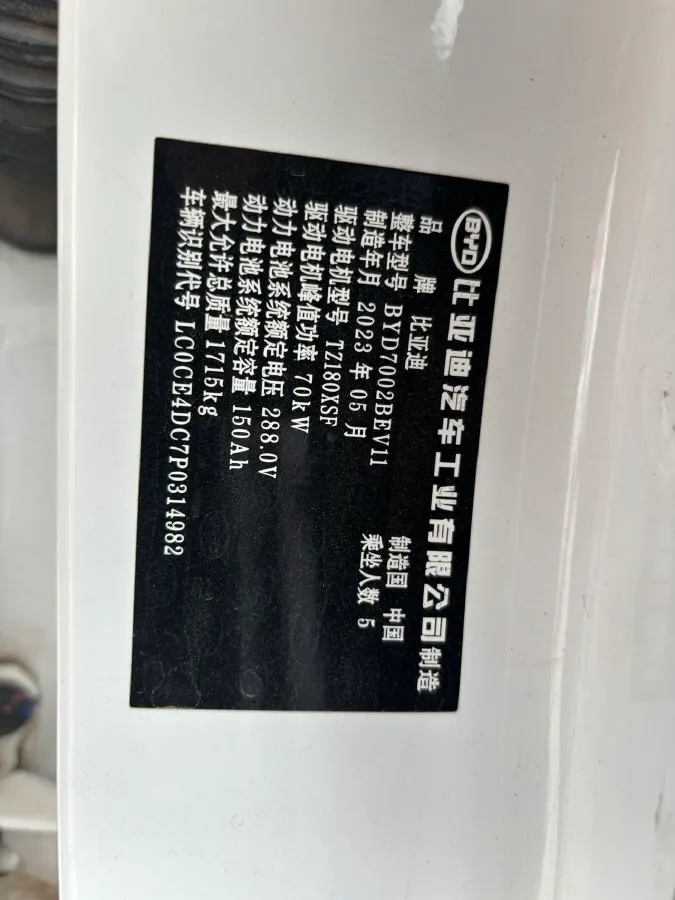 BYD 比亚迪汽车工业有限公司 制造
品 牌 比亚迪
整车型号 BYD7002BEV11 制造国 中国
制造年月 2023 年 05 月 乘坐人数 5
驱动电机型号 TZ180XSF
驱动电机峰值功率 70kW
动力电池系统额定电压 288.0V
动力电池系统额定容量 150Ah
最大允许总质量 1715kg
车辆识别代号 LC0CE4DC7P0314982